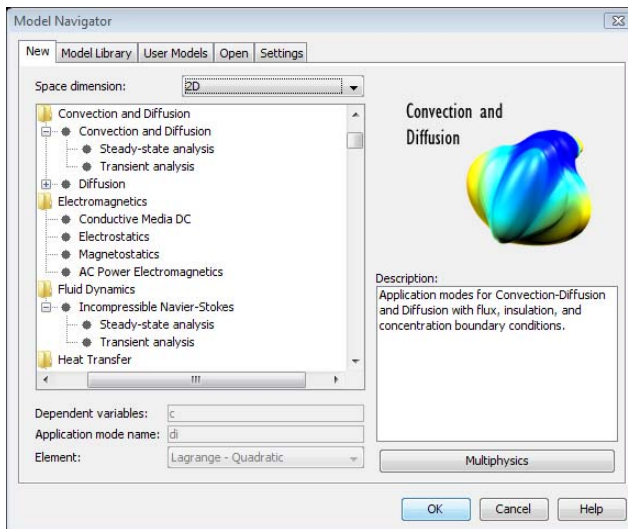 Model Navigator
New Model Library User Models Open Settings
Space dimension: 2D
Convection and Diffusion
Convection and Diffusion
Steady-state analysis
Transient analysis
Diffusion
Electromagnetics
Conductive Media DC
Electrostatics
Magnetostatics
AC Power Electromagnetics
Fluid Dynamics
Incompressible Navier-Stokes
Steady-state analysis
Transient analysis
Heat Transfer
Dependent variables: c
Application mode name: di
Element: Lagrange - Quadratic
Convection and
Diffusion
Description:
Application modes for Convection-Diffusion
and Diffusion with flux, insulation, and
concentration boundary conditions.
Multiphysics
OK Cancel Help